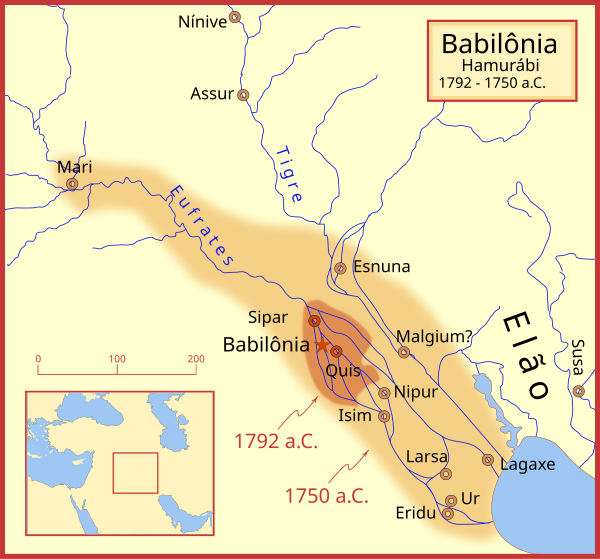 Babilônia
Hamurábi
1792 - 1750 a.C.
Nínive
Assur
Tigre
Mari
Eufrates
Esnuna
Sipar
Babilônia
Quis
Malgium?
Elão
Susa
Nipur
Isim
1792 a.C.
1750 a.C.
Larsa
Lagaxe
Ur
Eridu
0 100 200